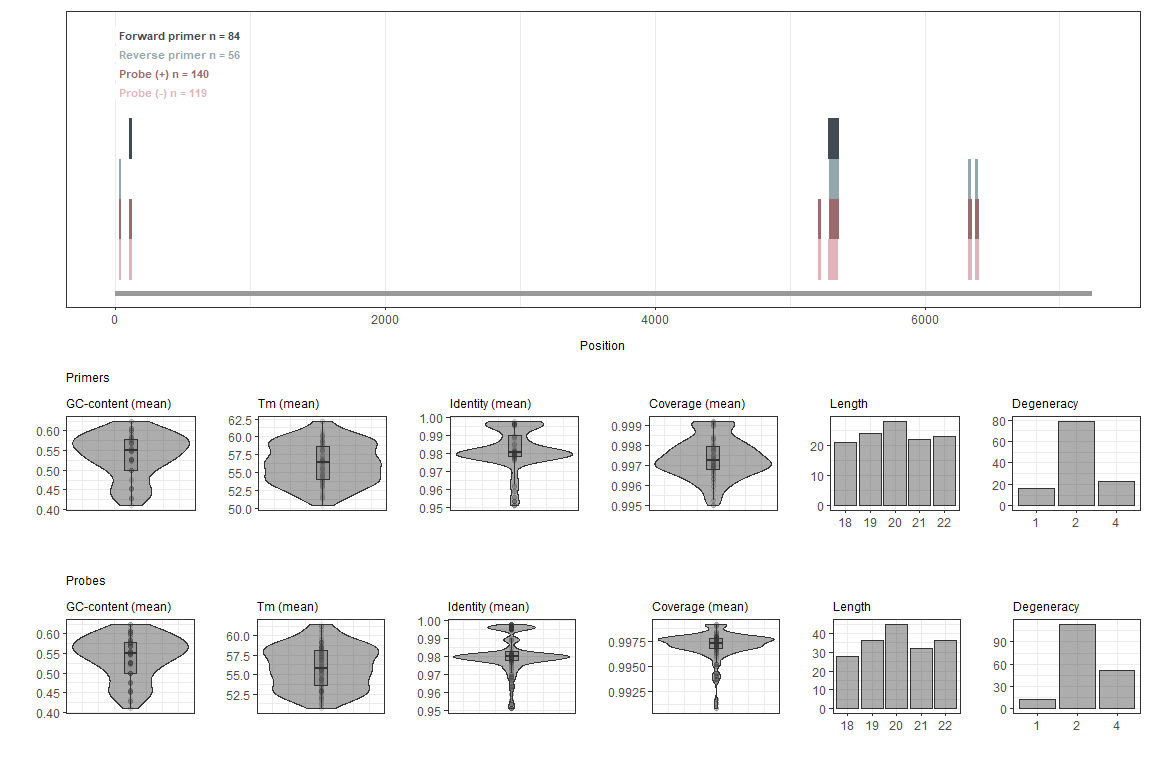 Forward primer n = 84
Reverse primer n = 56
Probe (+) n = 140
Probe (-) n = 119
0 2000 4000 6000
Position
Primers
GC-content (mean) Tm (mean) Identity (mean) Coverage (mean) Length Degeneracy
0.60 0.55 0.50 0.45 0.40
62.5 60.0 57.5 55.0 52.5 50.0
1.00 0.99 0.98 0.97 0.96 0.95
0.999 0.998 0.997 0.996 0.995
20 10 0
80 60 40 20 0
18 19 20 21 22 1 2 4
Probes
GC-content (mean) Tm (mean) Identity (mean) Coverage (mean) Length Degeneracy
0.60 0.55 0.50 0.45 0.40
60.0 57.5 55.0 52.5
1.00 0.99 0.98 0.97 0.96 0.95
0.9975 0.9950 0.9925
40 30 20 10 0
90 60 30 0
18 19 20 21 22 1 2 4